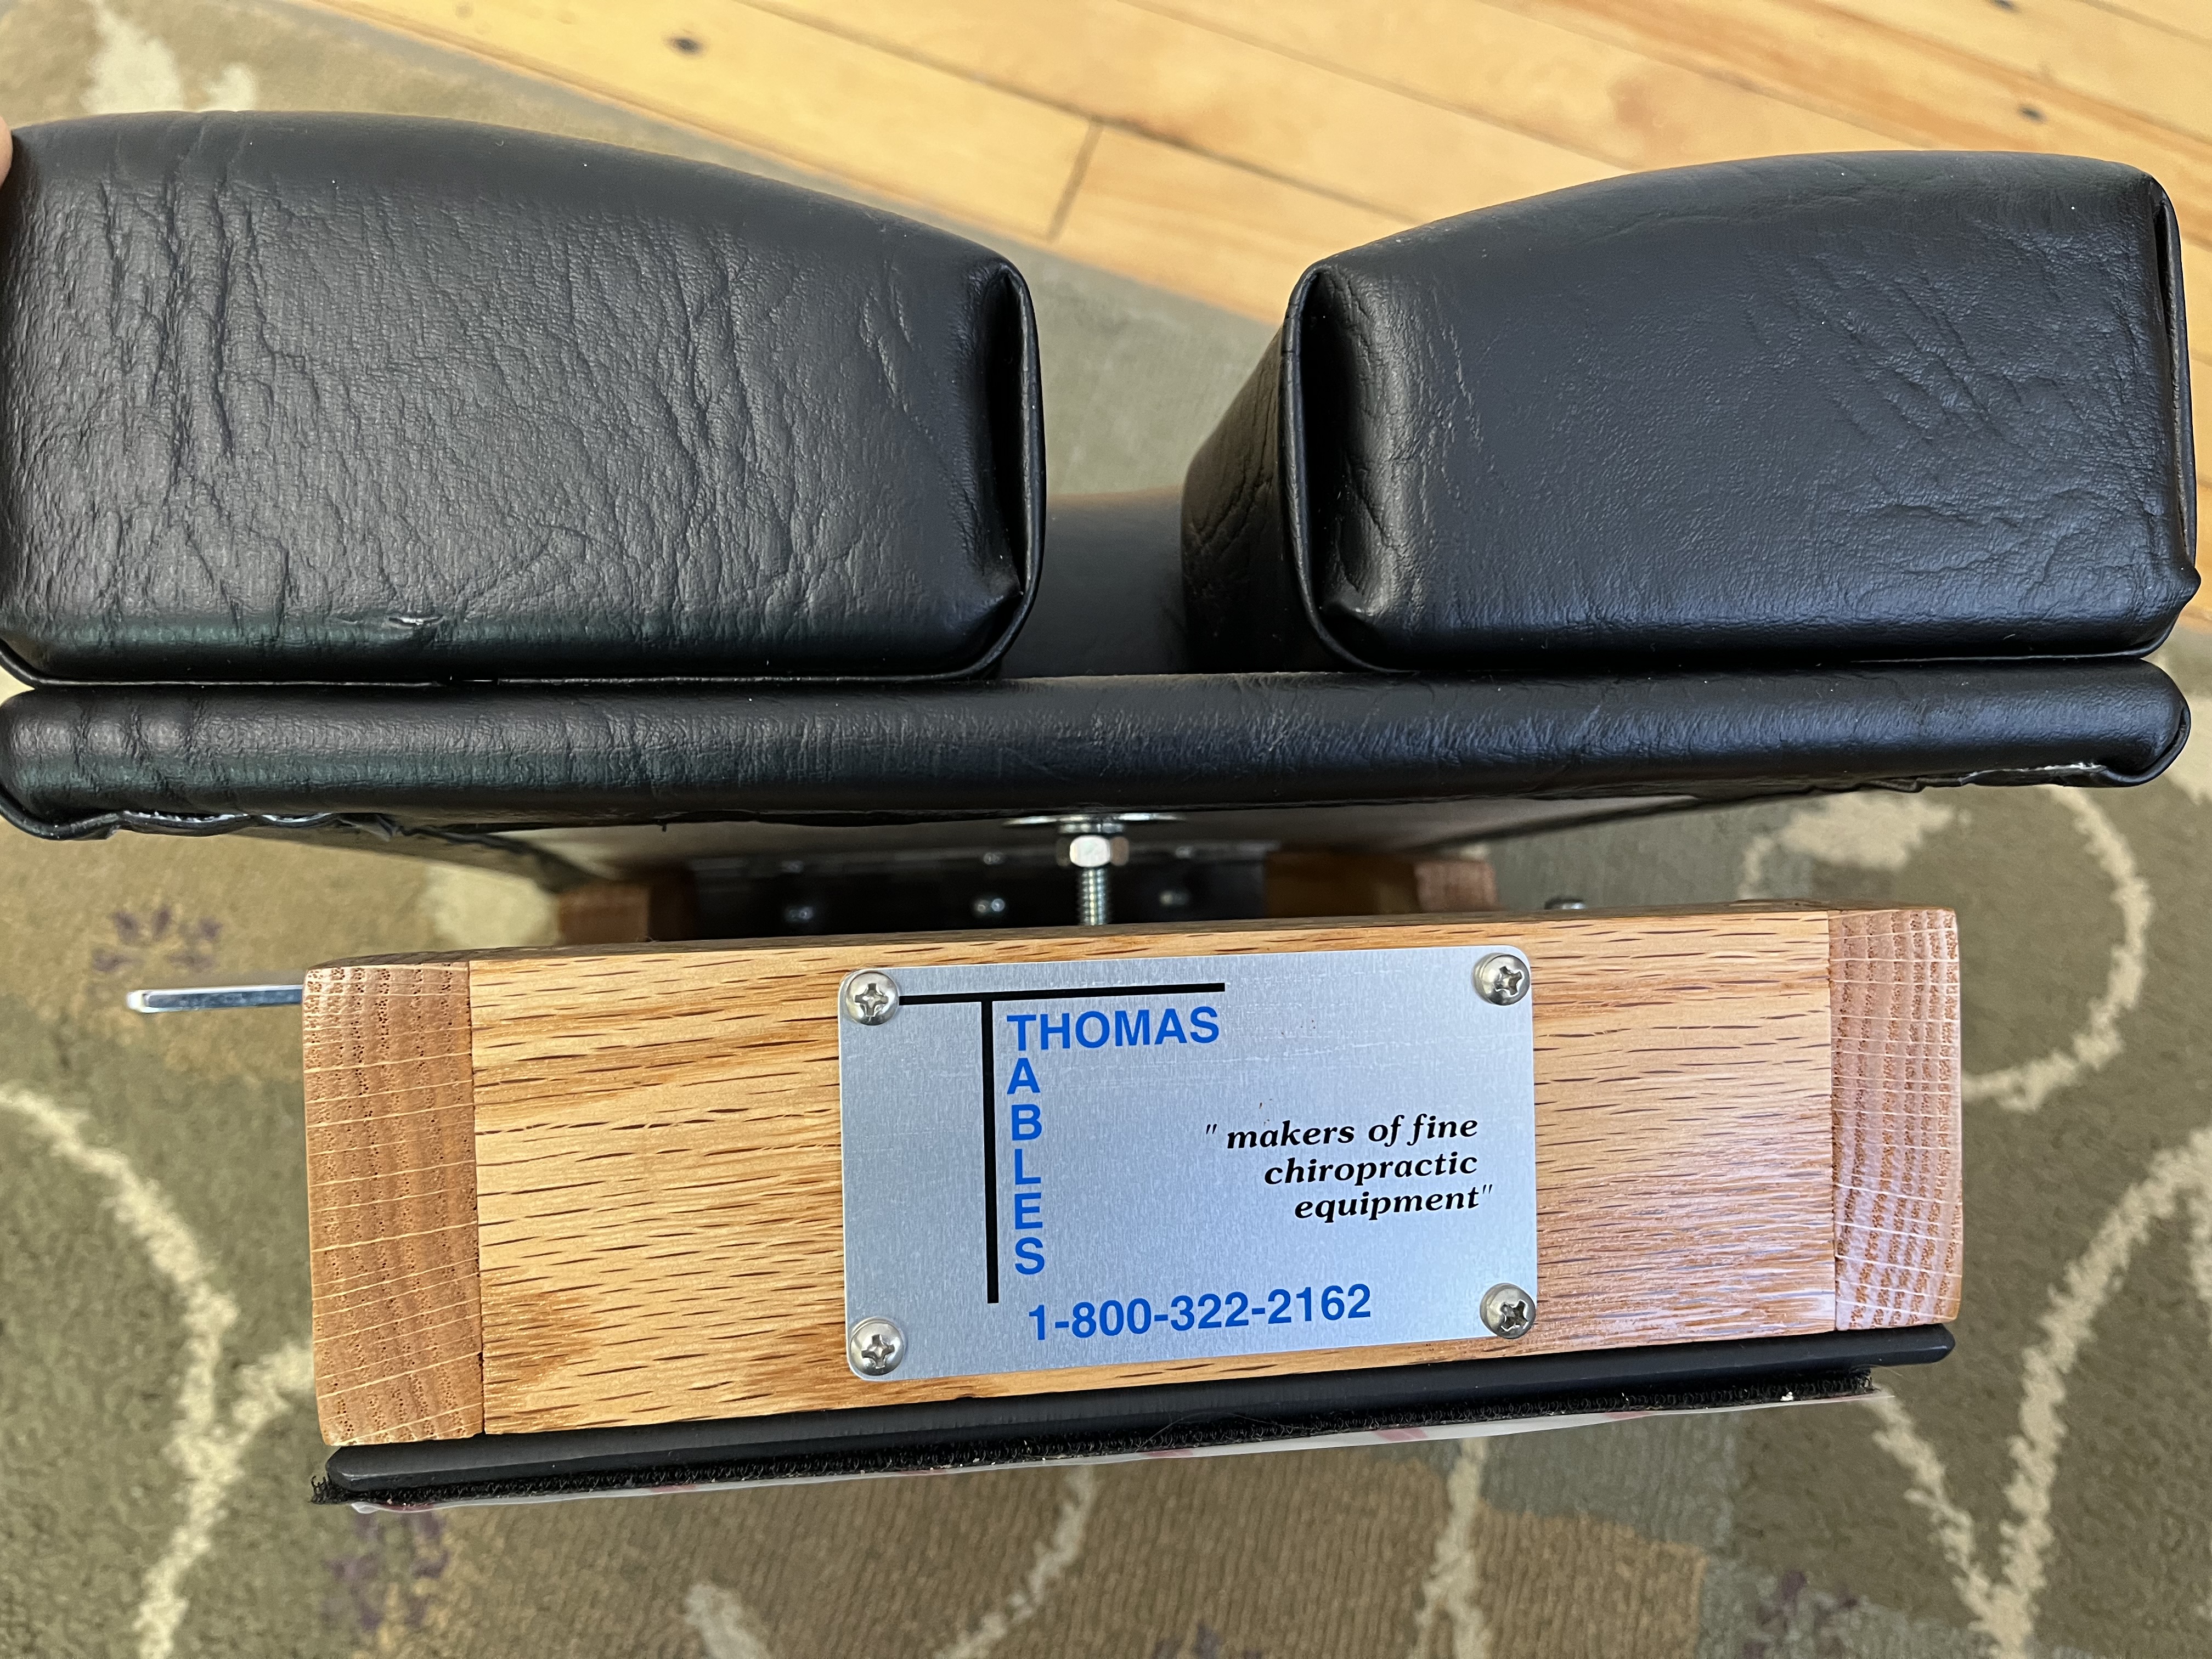 THOMAS
TABLES
" makers of fine
chiropractic
equipment"
1-800-322-2162